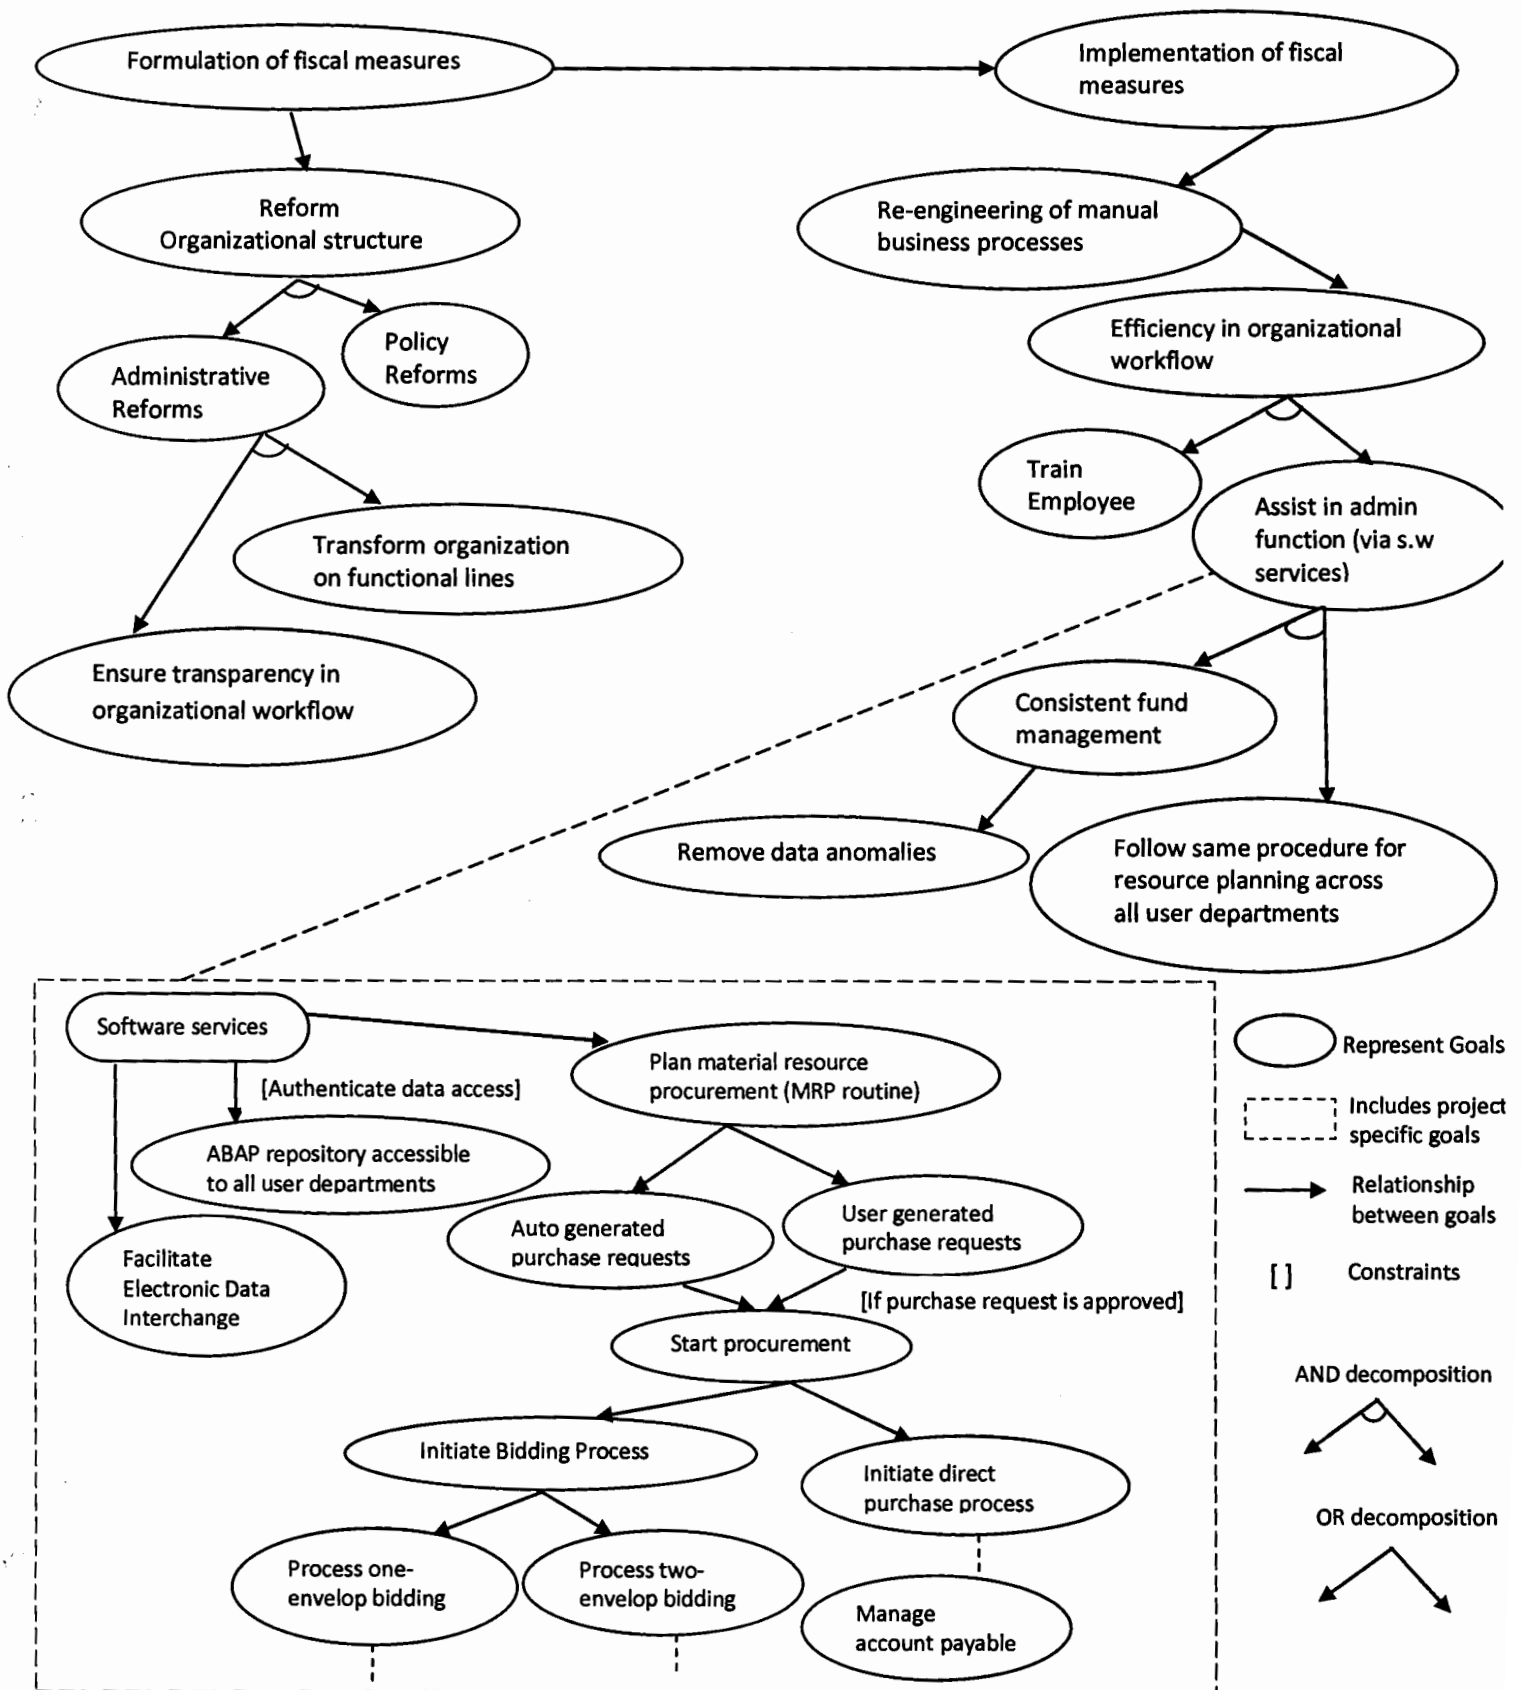 Formulation of fiscal measures
Implementation of fiscal
measures
Reform
Organizational structure
Re-engineering of manual
business processes
Policy
Reforms
Administrative
Reforms
Efficiency in organizational
workflow
Train
Employee
Assist in admin
function (via s.w
services)
Transform organization
on functional lines
Ensure transparency in
organizational workflow
Consistent fund
management
Remove data anomalies
Follow same procedure for
resource planning across
all user departments
Software services
[Authenticate data access]
Plan material resource
procurement (MRP routine)
ABAP repository accessible
to all user departments
Auto generated
purchase requests
User generated
purchase requests
Facilitate
Electronic Data
Interchange
[If purchase request is approved]
Start procurement
Initiate Bidding Process
Initiate direct
purchase process
Process one-
envelop bidding
Process two-
envelop bidding
Manage
account payable
Represent Goals
Includes project
specific goals
Relationship
between goals
[ ] Constraints
AND decomposition
OR decomposition